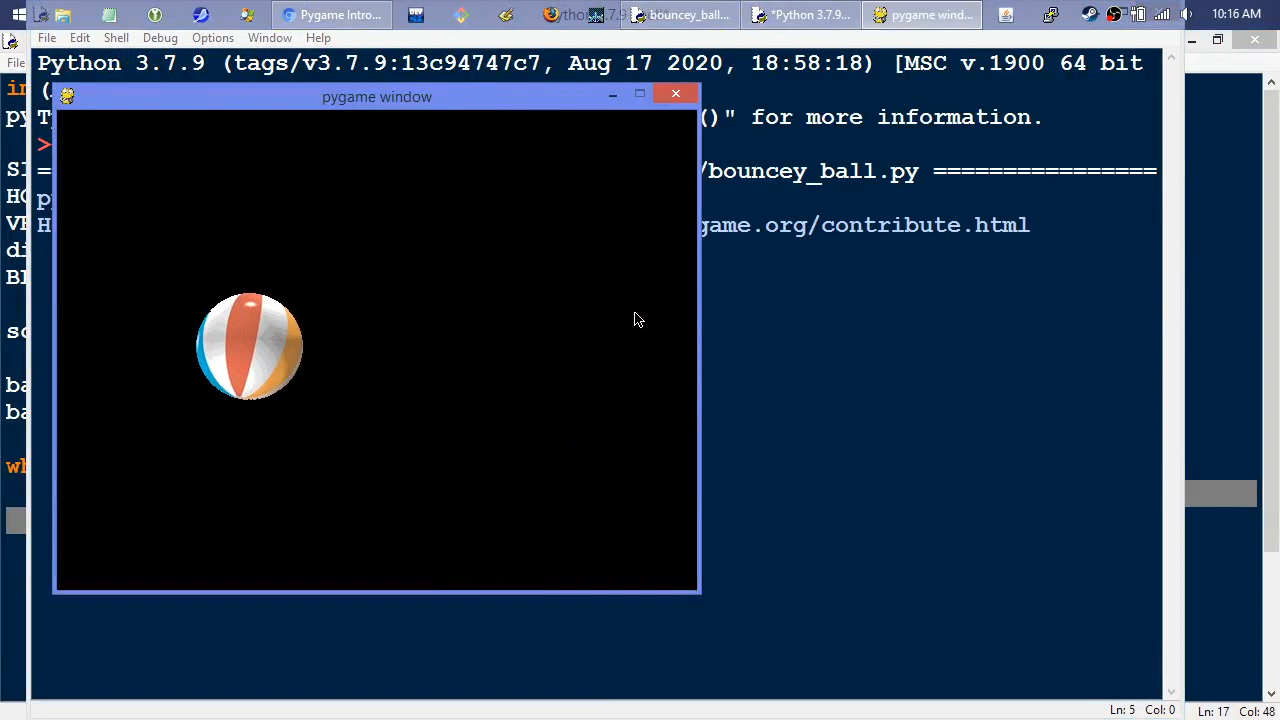 Pygame Intro...
bouncey_ball...
*Python 3.7.9...
pygame wind...
10:16 AM
File Edit Shell Debug Options Window Help
File
Python 3.7.9 (tags/v3.7.9:13c94747c7, Aug 17 2020, 18:58:18) [MSC v.1900 64 bit
pygame window
()" for more information.
>
/bouncey_ball.py ================
game.org/contribute.html
Ln: 5 Col: 0
Ln: 17 Col: 48